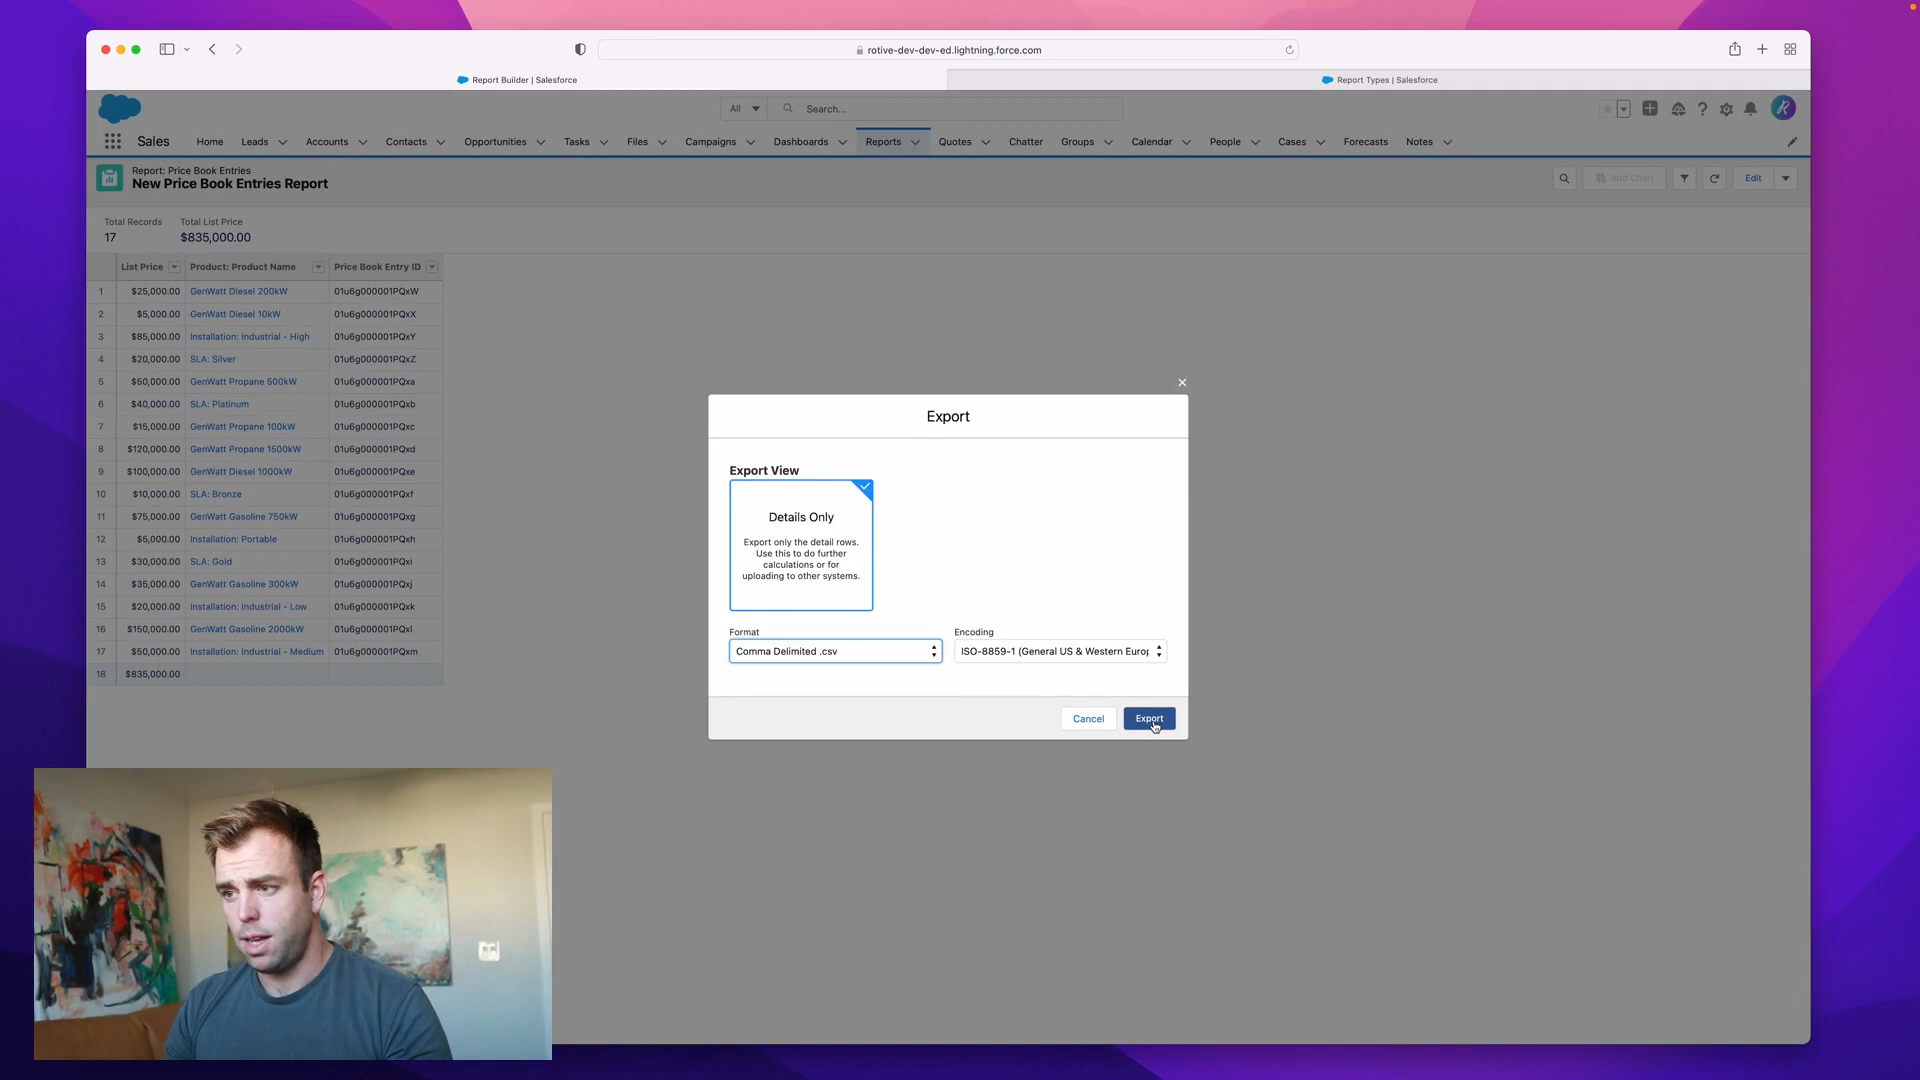 rotive-dev-dev-ed.lightning.force.com
Report Builder | Salesforce
Report Types | Salesforce
All
Search...
Sales
Home Leads Accounts Contacts Opportunities Tasks Files Campaigns Dashboards Reports Quotes Chatter Groups Calendar People Cases Forecasts Notes
Report: Price Book Entries
New Price Book Entries Report
Add Chart
Edit
Total Records Total List Price
17 $835,000.00
List Price Product: Product Name Price Book Entry ID
1 $25,000.00 GenWatt Diesel 200kW 01u6g000001PQxW
2 $5,000.00 GenWatt Diesel 10kW 01u6g000001PQxX
3 $85,000.00 Installation: Industrial - High 01u6g000001PQxY
4 $20,000.00 SLA: Silver 01u6g000001PQxZ
5 $50,000.00 GenWatt Propane 500kW 01u6g000001PQxa
6 $40,000.00 SLA: Platinum 01u6g000001PQxb
7 $15,000.00 GenWatt Propane 100kW 01u6g000001PQxc
8 $120,000.00 GenWatt Propane 1500kW 01u6g000001PQxd
9 $100,000.00 GenWatt Diesel 1000kW 01u6g000001PQxe
10 $10,000.00 SLA: Bronze 01u6g000001PQxf
11 $75,000.00 GenWatt Gasoline 750kW 01u6g000001PQxg
12 $5,000.00 Installation: Portable 01u6g000001PQxh
13 $30,000.00 SLA: Gold 01u6g000001PQxi
14 $35,000.00 GenWatt Gasoline 300kW 01u6g000001PQxj
15 $20,000.00 Installation: Industrial - Low 01u6g000001PQxk
16 $150,000.00 GenWatt Gasoline 2000kW 01u6g000001PQxl
17 $50,000.00 Installation: Industrial - Medium 01u6g000001PQxm
18 $835,000.00
Export
Export View
Details Only
Export only the detail rows.
Use this to do further
calculations or for
uploading to other systems.
Format Encoding
Comma Delimited .csv ISO-8859-1 (General US & Western Europ
Cancel Export